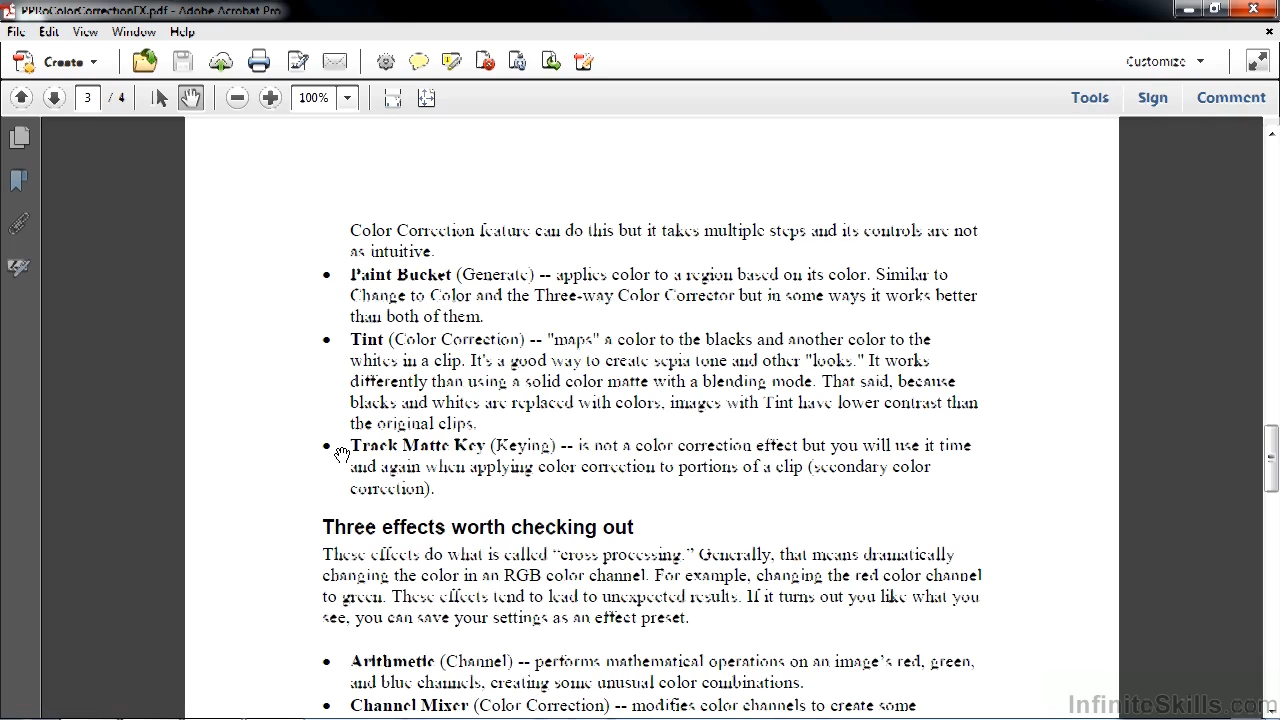 PPRoColorCorrectionFX.pdf - Adobe Acrobat Pro
File Edit View Window Help
Create Customize
3 / 4 100% Tools Sign Comment
Color Correction feature can do this but it takes multiple steps and its controls are not
as intuitive.
• Paint Bucket (Generate) -- applies color to a region based on its color. Similar to
Change to Color and the Three-way Color Corrector but in some ways it works better
than both of them.
• Tint (Color Correction) -- "maps" a color to the blacks and another color to the
whites in a clip. It's a good way to create sepia tone and other "looks." It works
differently than using a solid color matte with a blending mode. That said, because
blacks and whites are replaced with colors, images with Tint have lower contrast than
the original clips.
• Track Matte Key (Keying) -- is not a color correction effect but you will use it time
and again when applying color correction to portions of a clip (secondary color
correction).
Three effects worth checking out
These effects do what is called “cross processing.” Generally, that means dramatically
changing the color in an RGB color channel. For example, changing the red color channel
to green. These effects tend to lead to unexpected results. If it turns out you like what you
see, you can save your settings as an effect preset.
• Arithmetic (Channel) -- performs mathematical operations on an image’s red, green,
and blue channels, creating some unusual color combinations.
• Channel Mixer (Color Correction) -- modifies color channels to create some
InfiniteSkills.com